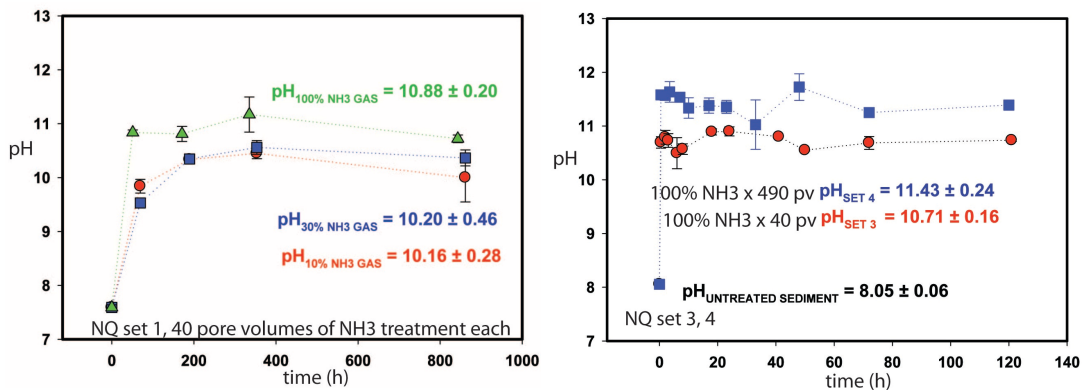 13
12
11
10
9
8
7
pH
pH100% NH3 GAS = 10.88 ± 0.20
pH30% NH3 GAS = 10.20 ± 0.46
pH10% NH3 GAS = 10.16 ± 0.28
NQ set 1, 40 pore volumes of NH3 treatment each
0 200 400 600 800 1000
time (h)
13
12
11
10
9
8
7
pH
100% NH3 x 490 pv pHSET 4 = 11.43 ± 0.24
100% NH3 x 40 pv pHSET 3 = 10.71 ± 0.16
pHUNTREATED SEDIMENT = 8.05 ± 0.06
NQ set 3, 4
0 20 40 60 80 100 120 140
time (h)